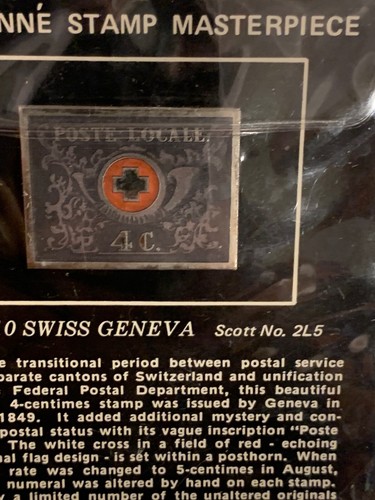 NNÉ STAMP MASTERPIECE
POSTE LOCALE.
4 C.
0 SWISS GENEVA Scott No. 2L5
e transitional period between postal service
parate cantons of Switzerland and unification
Federal Postal Department, this beautiful
4-centimes stamp was issued by Geneva in
1849. It added additional mystery and con-
postal status with its vague inscription "Poste
The white cross in a field of red - echoing
nal flag design - is set within a posthorn. When
rate was changed to 5-centimes in August,
numeral was altered by hand on each stamp.
y a limited number of the unaltered originals